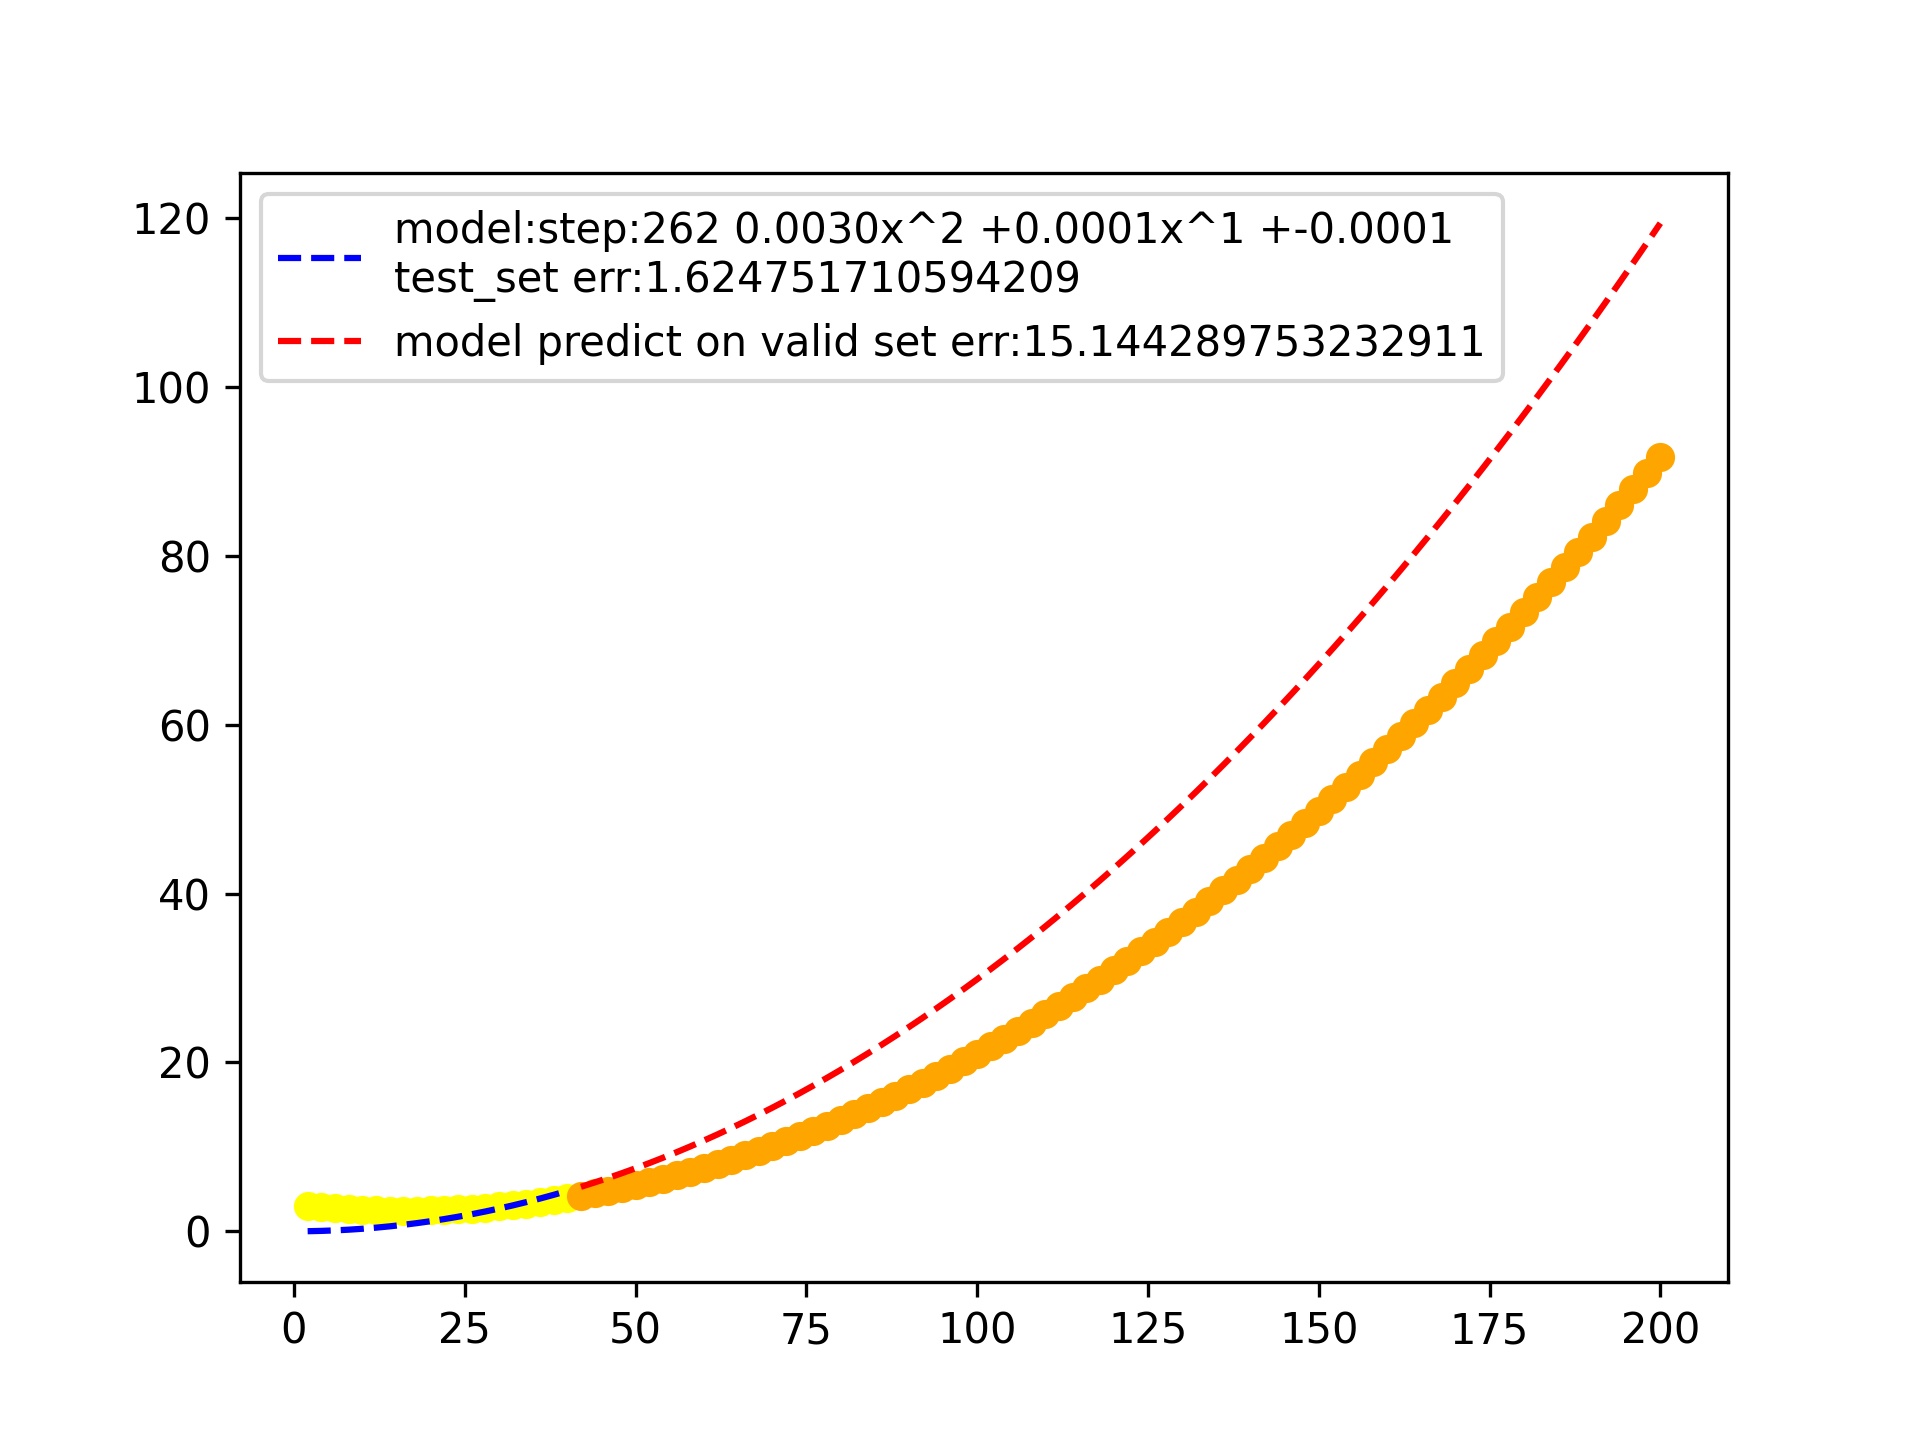 model:step:262 0.0030x^2 +0.0001x^1 +-0.0001
test_set err:1.624751710594209
model predict on valid set err:15.144289753232911
120
100
80
60
40
20
0
0 25 50 75 100 125 150 175 200